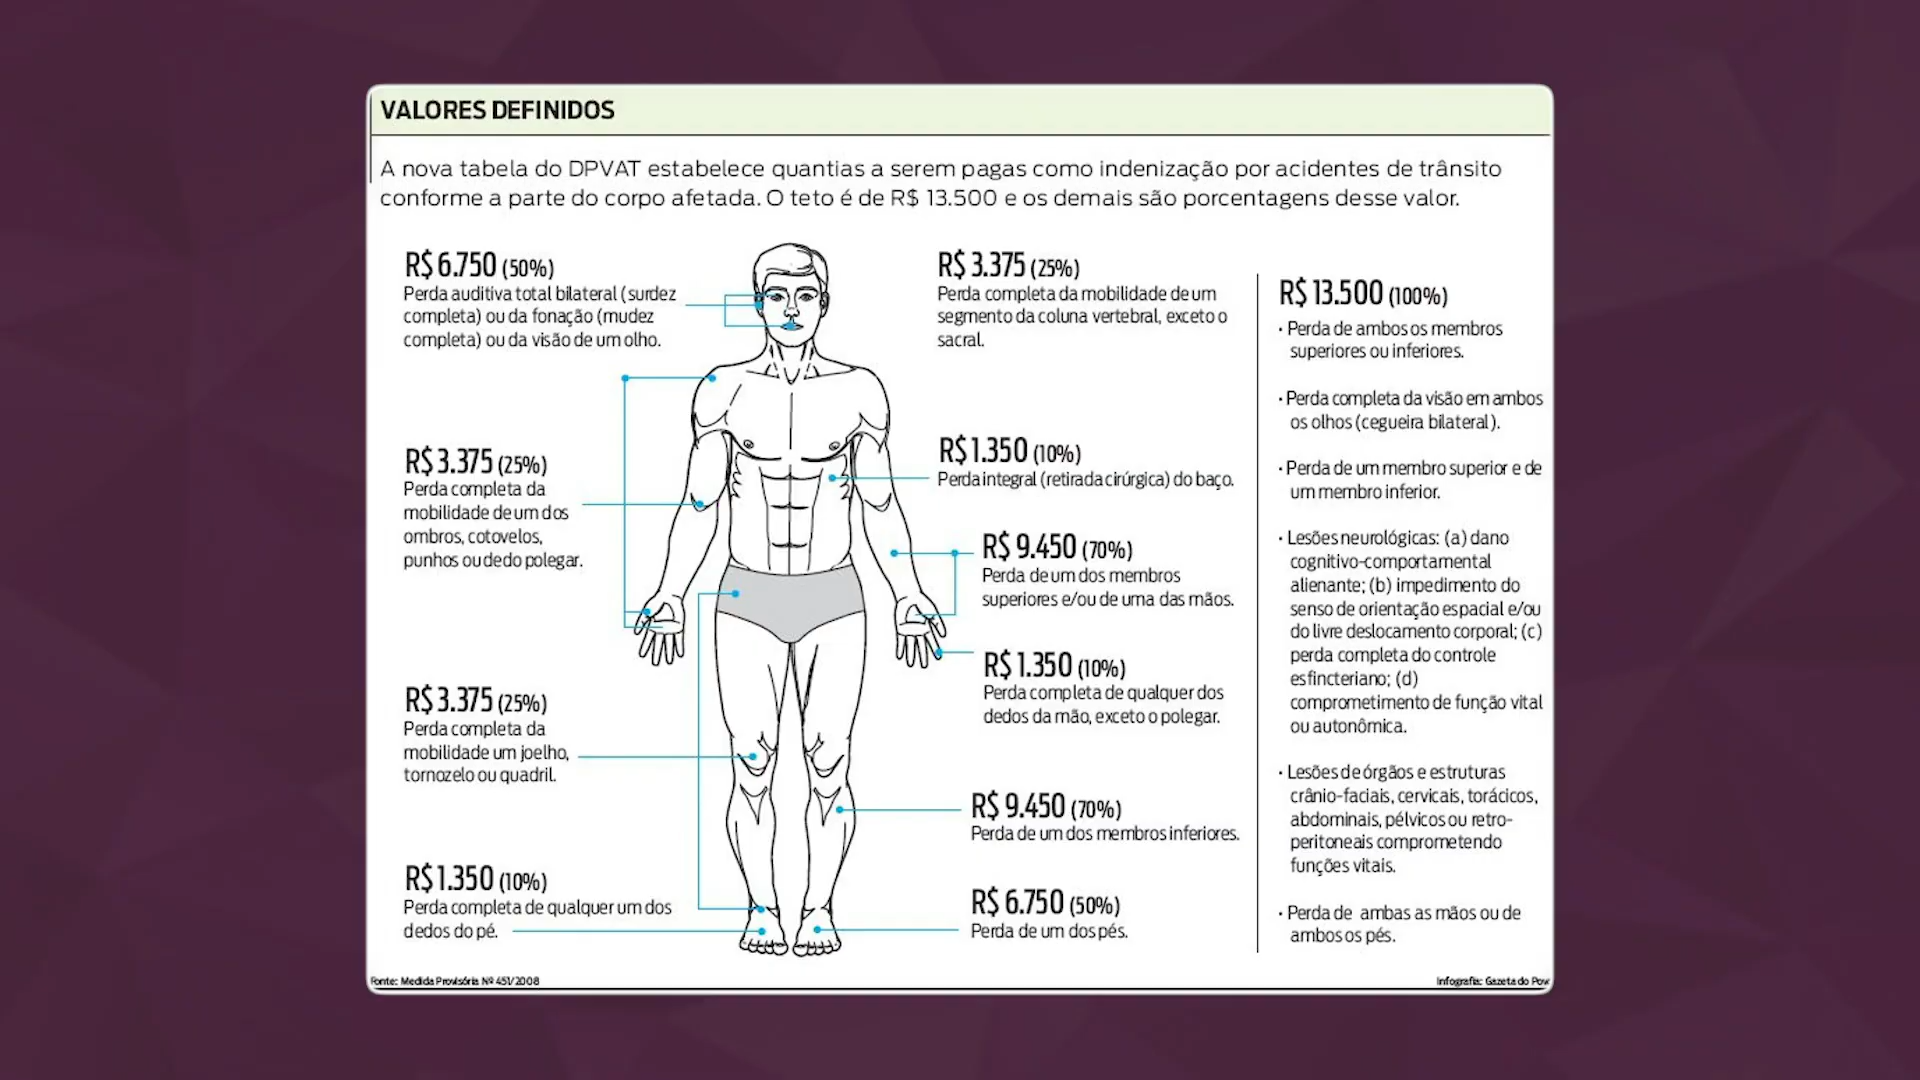 VALORES DEFINIDOS
A nova tabela do DPVAT estabelece quantias a serem pagas como indenização por acidentes de trânsito
conforme a parte do corpo afetada. O teto é de R$ 13.500 e os demais são porcentagens desse valor.
R$ 6.750 (50%)
Perda auditiva total bilateral (surdez
completa) ou da fonação (mudez
completa) ou da visão de um olho.
R$ 3.375 (25%)
Perda completa da
mobilidade de um dos
ombros, cotovelos,
punhos ou dedo polegar.
R$ 3.375 (25%)
Perda completa da
mobilidade um joelho,
tornozelo ou quadril.
R$ 1.350 (10%)
Perda completa de qualquer um dos
dedos do pé.
R$ 3.375 (25%)
Perda completa da mobilidade de um
segmento da coluna vertebral, exceto o
sacral.
R$ 1.350 (10%)
Perda integral (retirada cirúrgica) do baço.
R$ 9.450 (70%)
Perda de um dos membros
superiores e/ou de uma das mãos.
R$ 1.350 (10%)
Perda completa de qualquer dos
dedos da mão, exceto o polegar.
R$ 9.450 (70%)
Perda de um dos membros inferiores.
R$ 6.750 (50%)
Perda de um dos pés.
R$ 13.500 (100%)
· Perda de ambos os membros
superiores ou inferiores.
· Perda completa da visão em ambos
os olhos (cegueira bilateral).
· Perda de um membro superior e de
um membro inferior.
· Lesões neurológicas: (a) dano
cognitivo-comportamental
alienante; (b) impedimento do
senso de orientação espacial e/ou
do livre deslocamento corporal; (c)
perda completa do controle
esfincteriano; (d)
comprometimento de função vital
ou autonômica.
· Lesões de órgãos e estruturas
crânio-faciais, cervicais, torácicos,
abdominais, pélvicos ou retro-
peritoneais comprometendo
funções vitais.
· Perda de ambas as mãos ou de
ambos os pés.
Fonte: Medida Provisória Nº 451/2008
Infografia: Gazeta do Pov